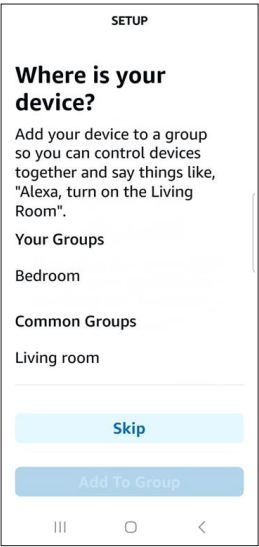 SETUP
Where is your
device?
Add your device to a group
so you can control devices
together and say things like,
"Alexa, turn on the Living
Room".
Your Groups
Bedroom
Common Groups
Living room
Skip
Add To Group